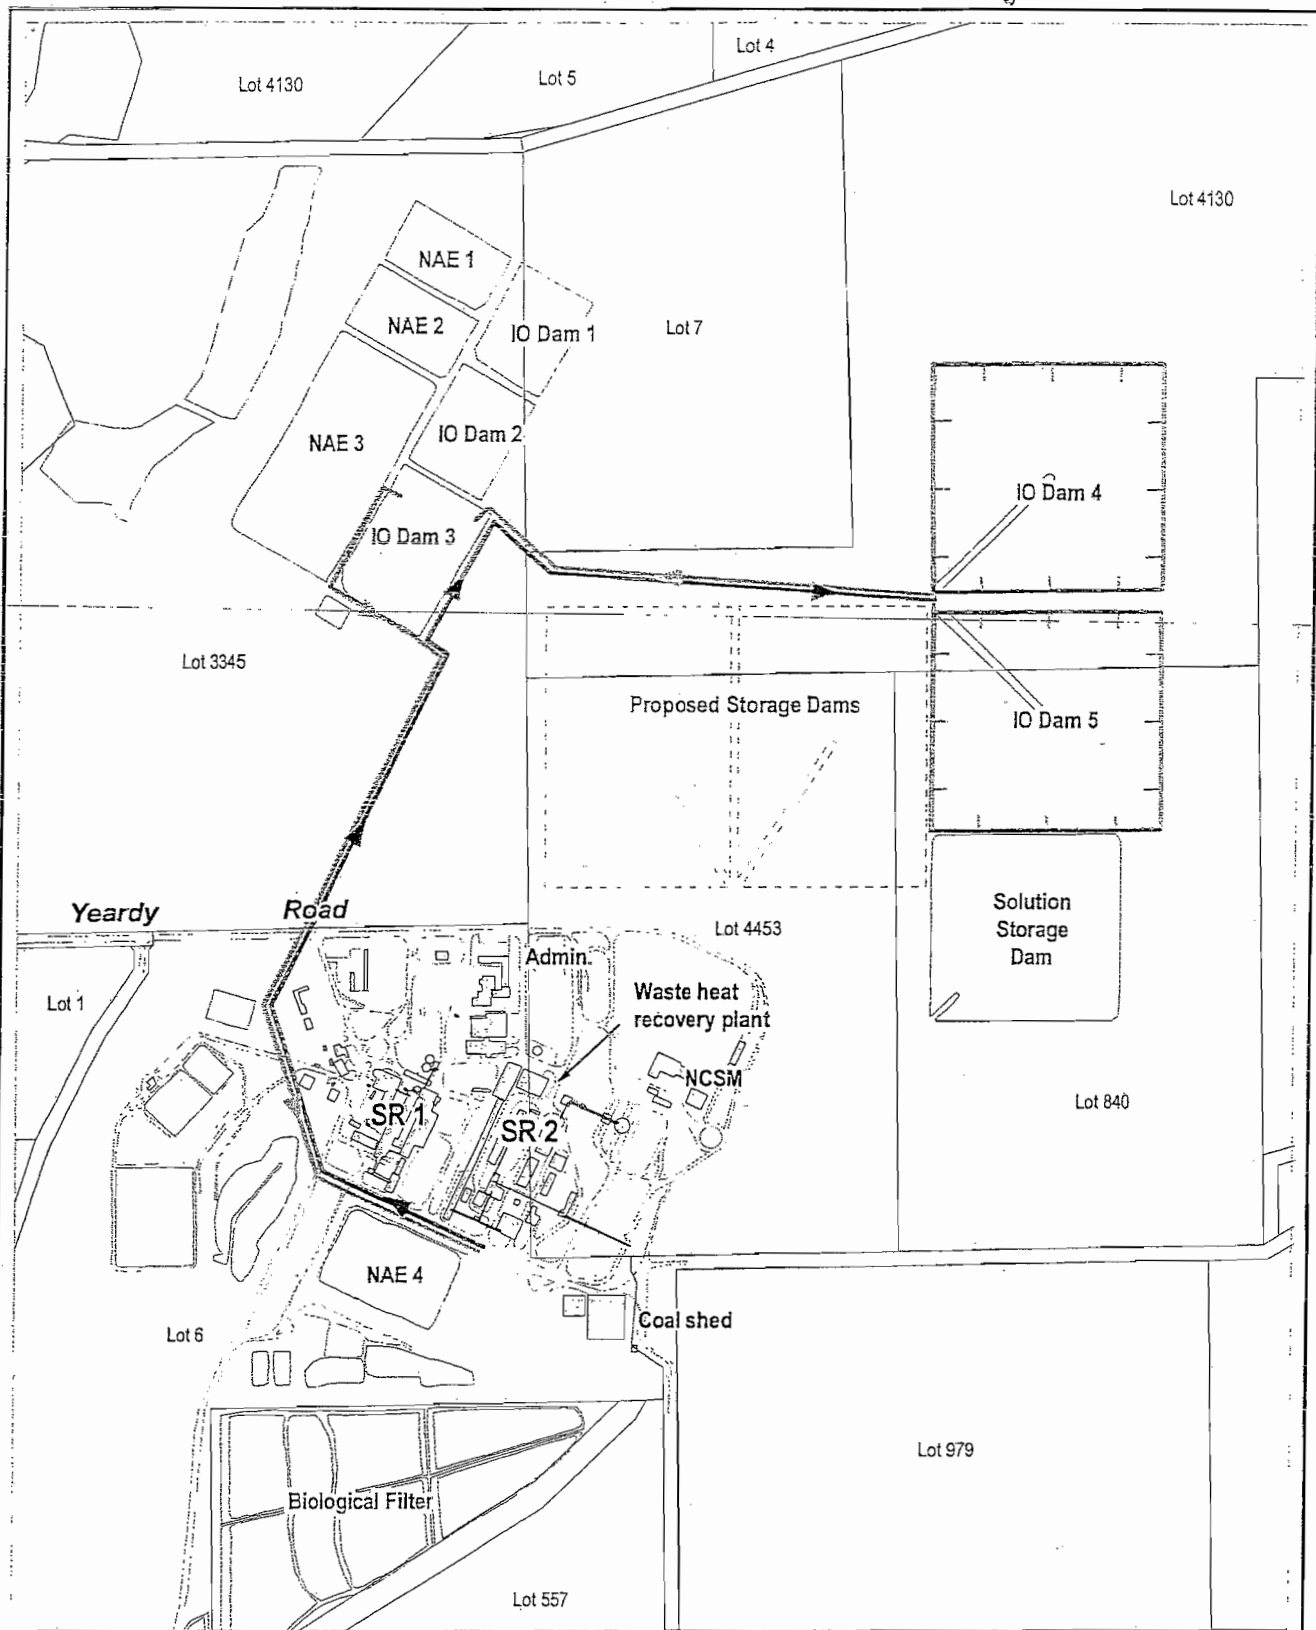 Lot 4
Lot 4130
Lot 5
Lot 4130
NAE 1
NAE 2
IO Dam 1
Lot 7
NAE 3
IO Dam 2
IO Dam 4
IO Dam 3
Lot 3345
Proposed Storage Dams
IO Dam 5
Solution
Storage
Dam
Yeardy Road
Lot 4453
Admin.
Lot 1
Waste heat
recovery plant
NCSM
SR 1
SR 2
Lot 840
NAE 4
Coal shed
Lot 6
Lot 979
Biological Filter
Lot 557